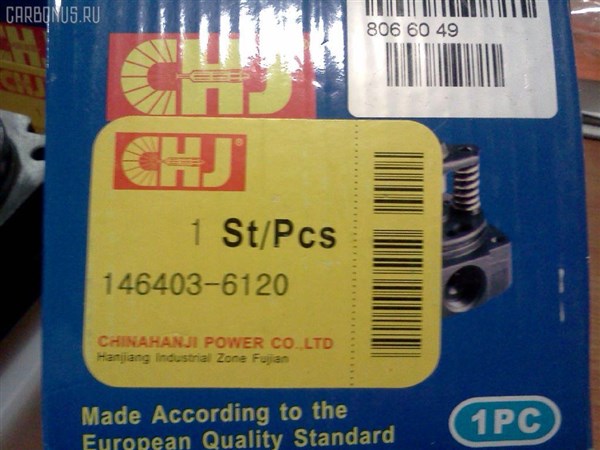 CARBONUS.RU
806 60 49
CHJ
CHJ®
1 St/Pcs
146403-6120
CHINAHANJI POWER CO.,LTD
Hanjiang Industrial Zone Fujian
Made According to the
European Quality Standard
1PC